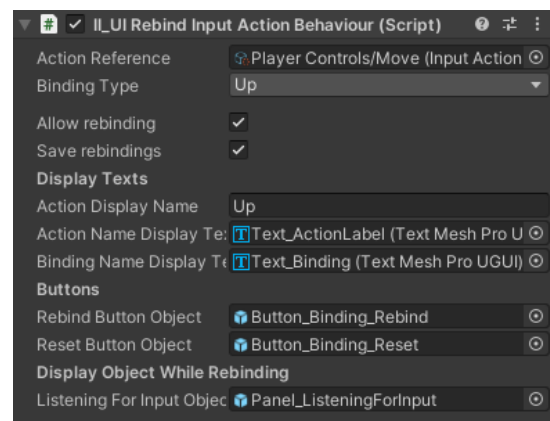 II_UI Rebind Input Action Behaviour (Script)
Action Reference Player Controls/Move (Input Action
Binding Type Up
Allow rebinding
Save rebindings
Display Texts
Action Display Name Up
Action Name Display Te: Text_ActionLabel (Text Mesh Pro U
Binding Name Display Te Text_Binding (Text Mesh Pro UGUI)
Buttons
Rebind Button Object Button_Binding_Rebind
Reset Button Object Button_Binding_Reset
Display Object While Rebinding
Listening For Input Objec Panel_ListeningForInput